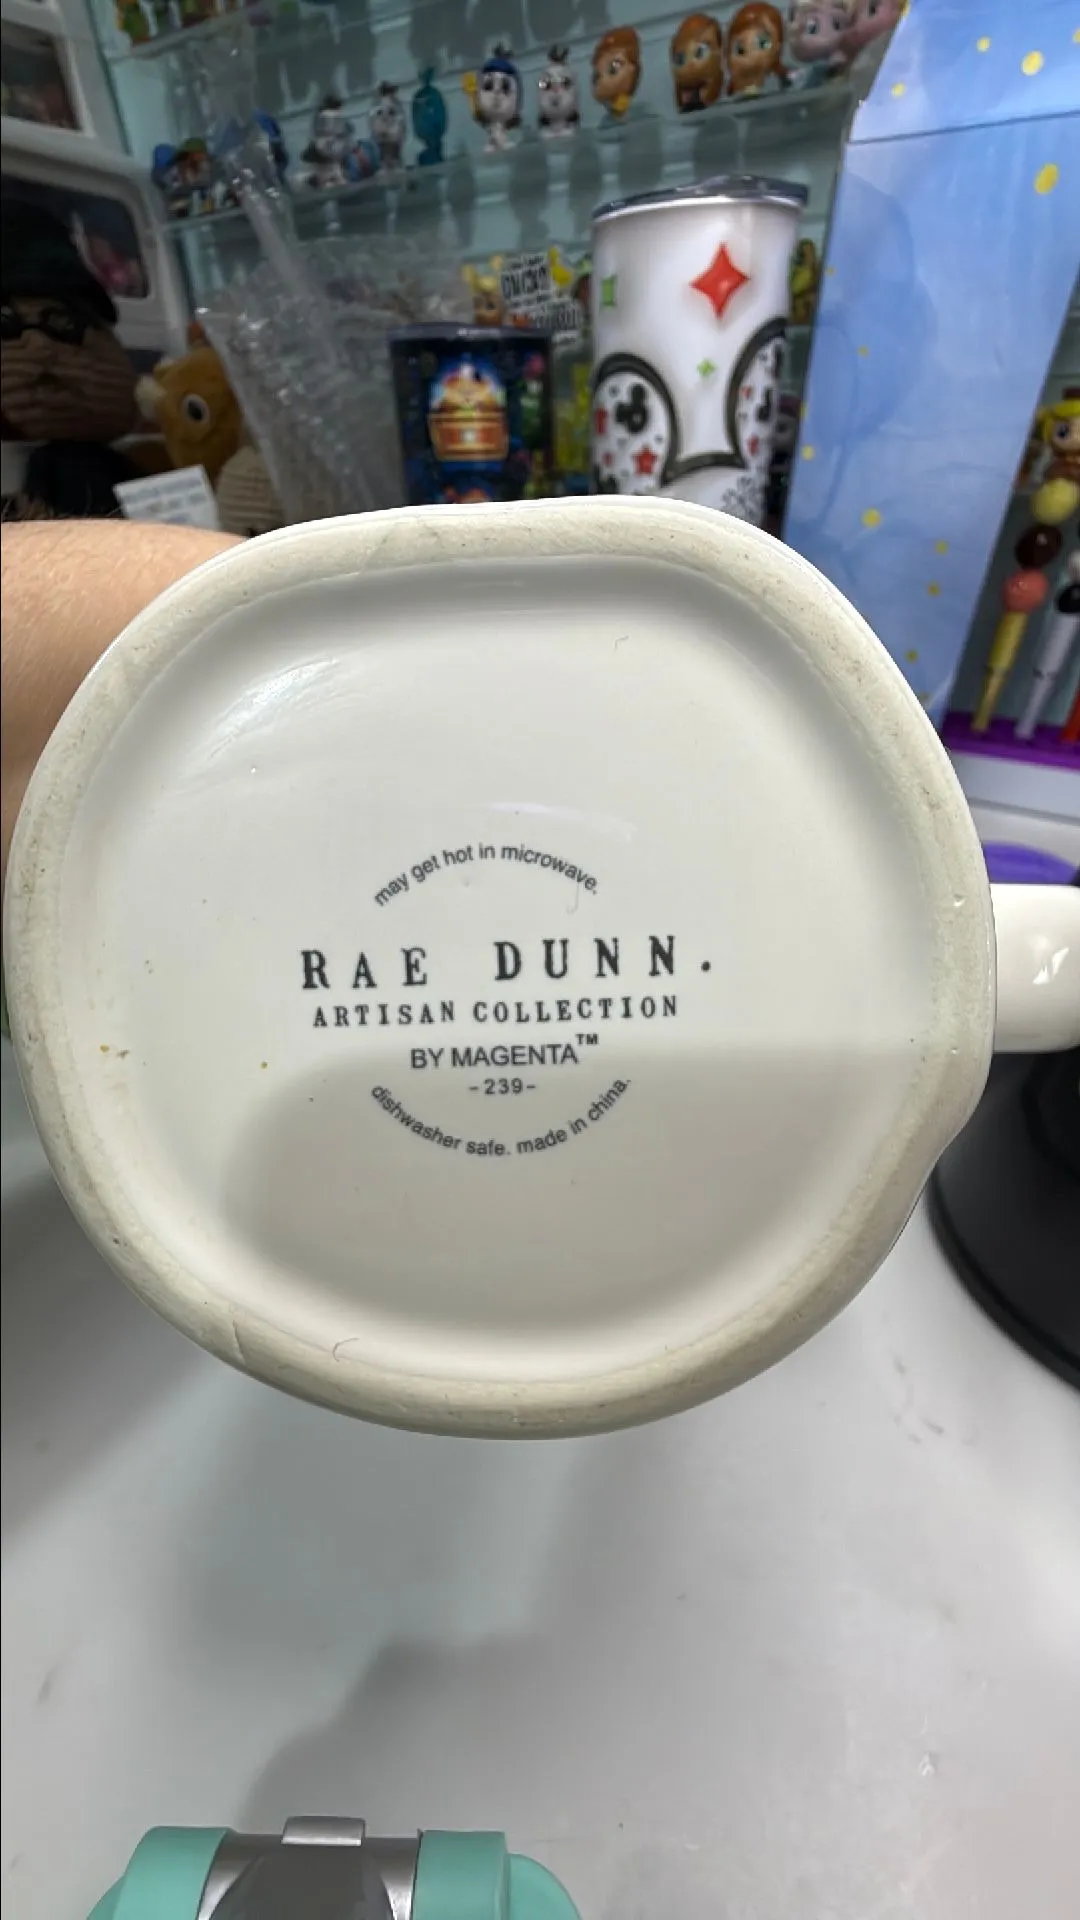 may get hot in microwave.
RAE DUNN.
ARTISAN COLLECTION
BY MAGENTA™
-239-
dishwasher safe. made in china.